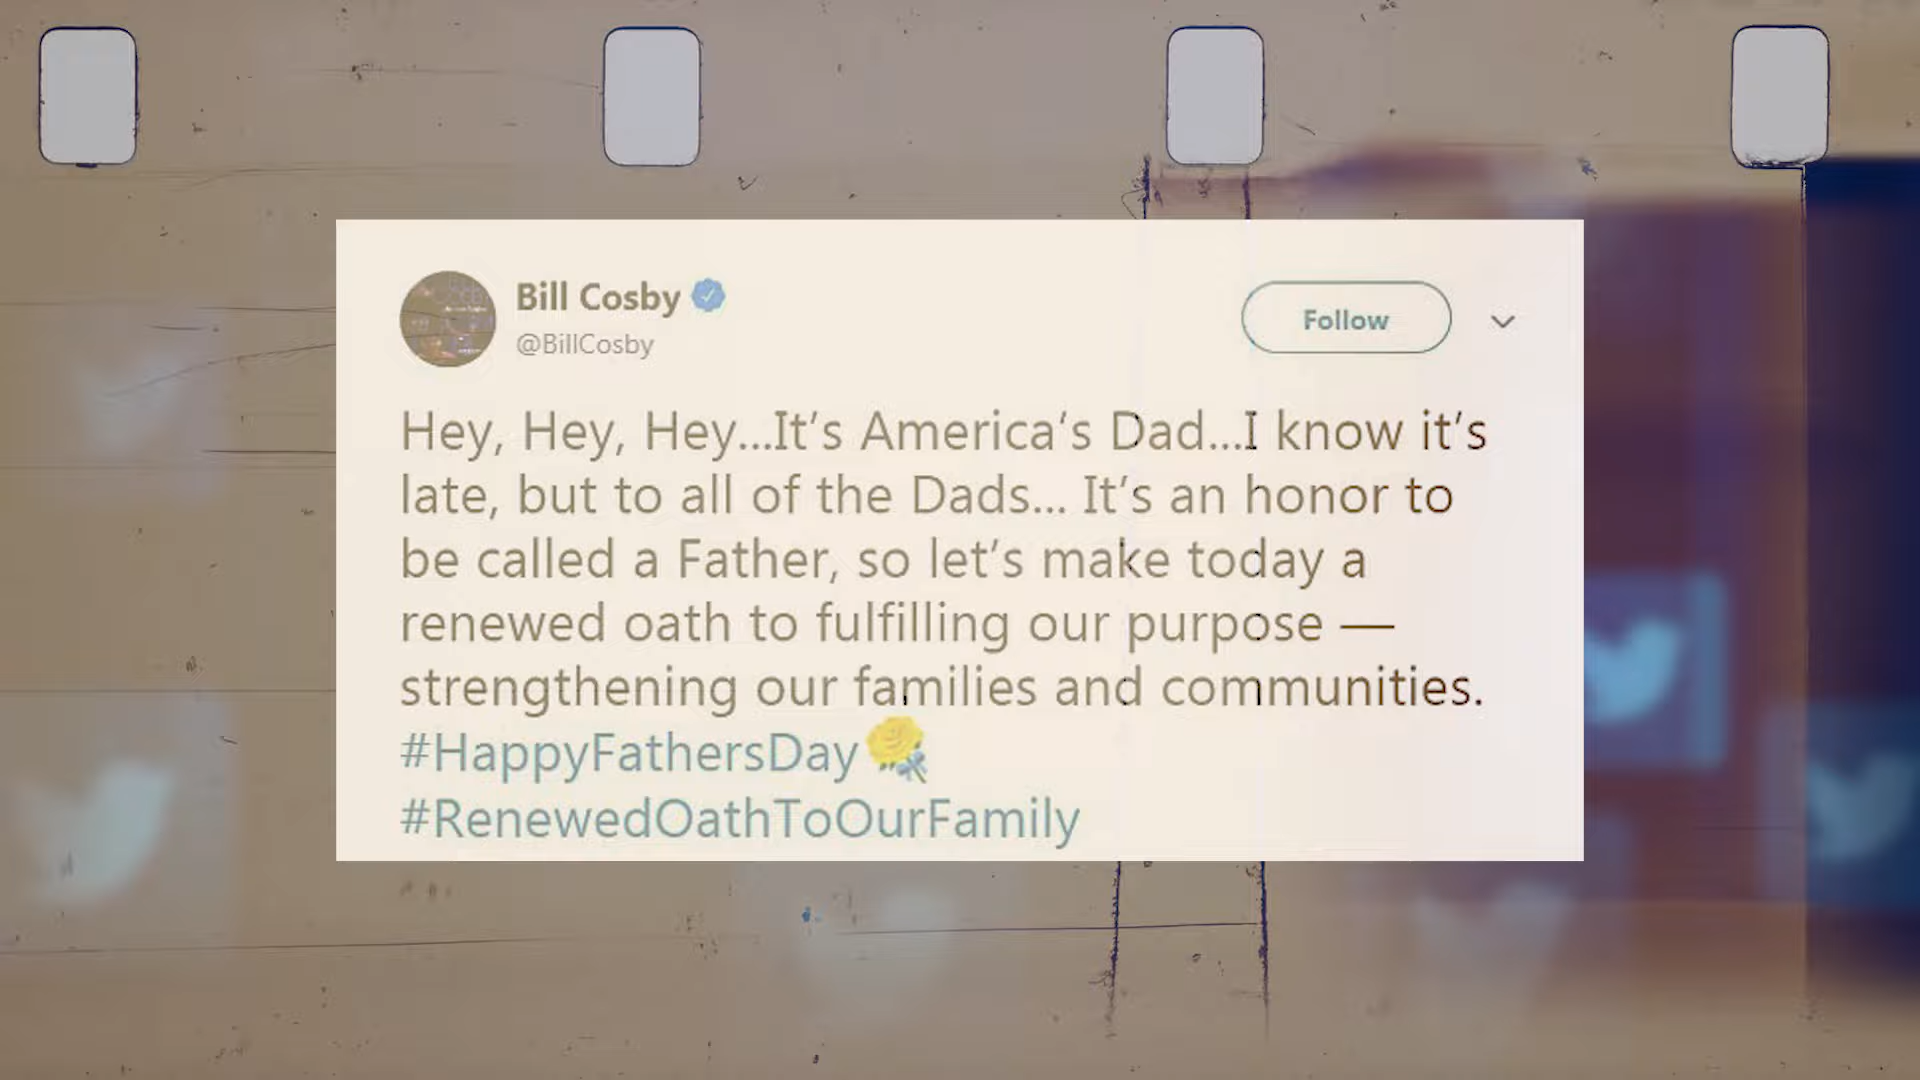 Bill Cosby
Follow
@BillCosby
Hey, Hey, Hey...It's America's Dad...I know it's
late, but to all of the Dads... It's an honor to
be called a Father, so let's make today a
renewed oath to fulfilling our purpose —
strengthening our families and communities.
#HappyFathersDay
#RenewedOathToOurFamily